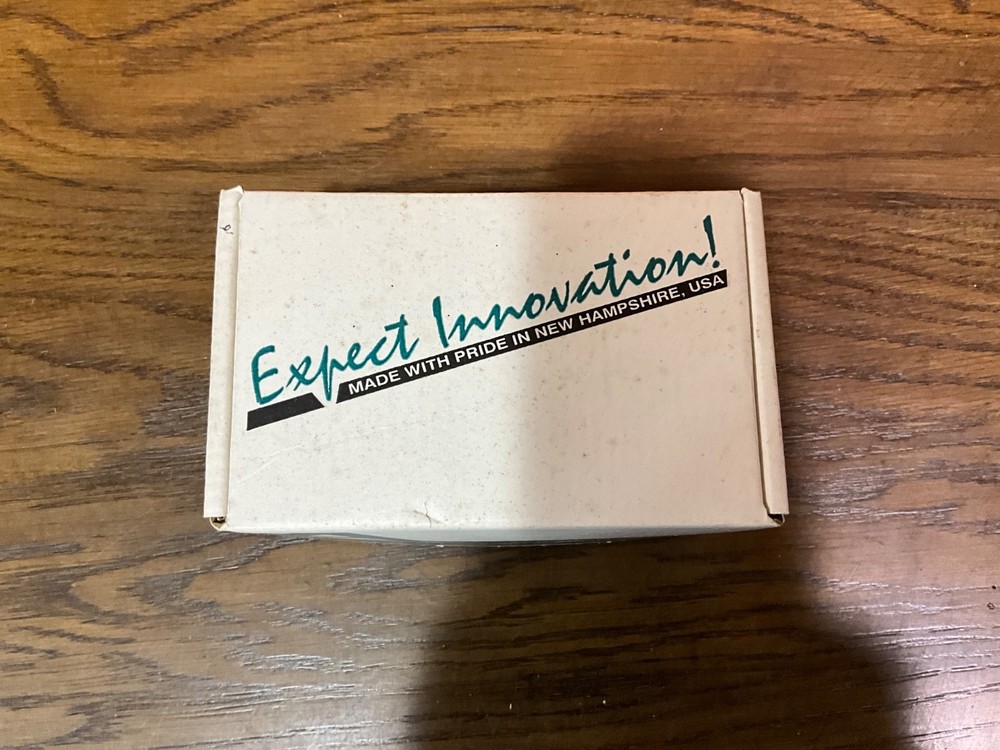 Expect Innovation!
MADE WITH PRIDE IN NEW HAMPSHIRE, USA